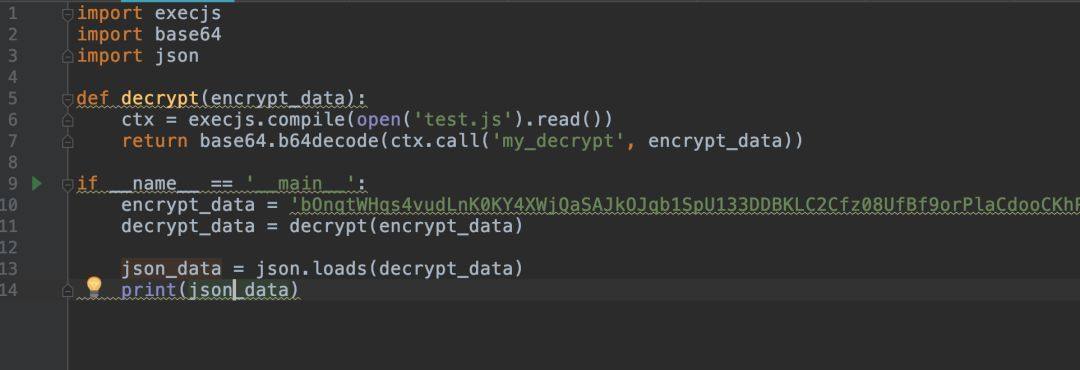 1 import execjs
2 import base64
3 import json
4
5 def decrypt(encrypt_data):
6 ctx = execjs.compile(open('test.js').read())
7 return base64.b64decode(ctx.call('my_decrypt', encrypt_data))
8
9 if __name__ == '__main__':
10 encrypt_data = 'bOnqtWHqs4vudLnK0KY4XWjQaSAJkOJqb1SpU133DDBKLC2Cfz08UfBf9orPlaCdooCKhF
11 decrypt_data = decrypt(encrypt_data)
12
13 json_data = json.loads(decrypt_data)
14 print(json_data)